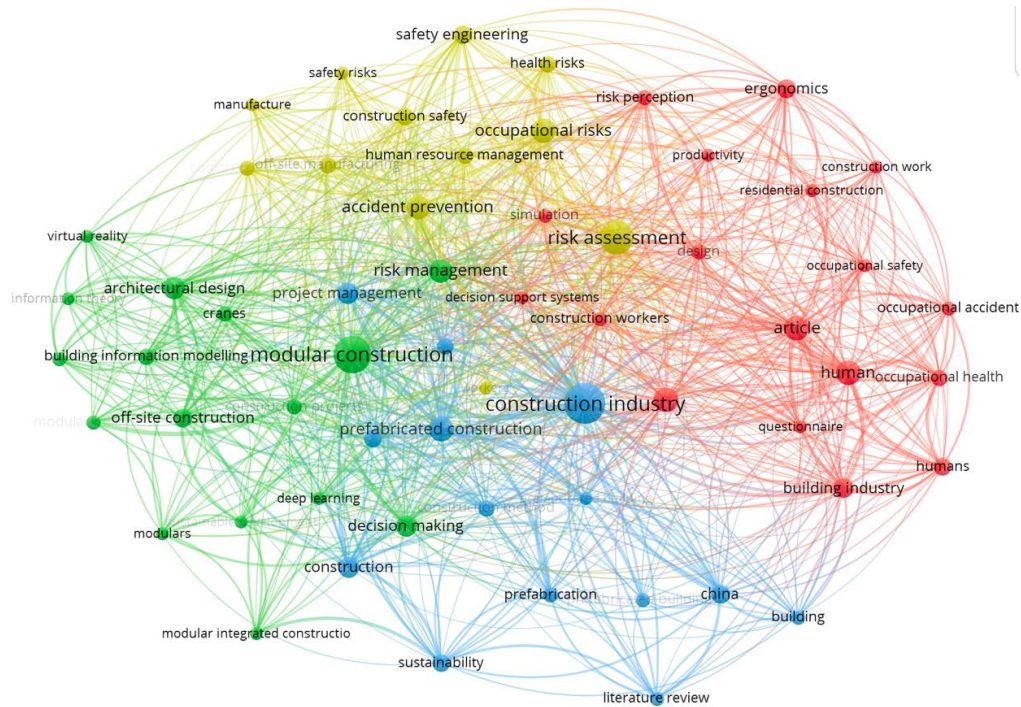 safety engineering
health risks
safety risks
ergonomics
risk perception
manufacture
construction safety
occupational risks
human resource management
productivity
off-site manufacturing
construction work
residential construction
accident prevention
simulation
virtual reality
risk assessment
design
occupational safety
risk management
architectural design
project management
information theory
decision support systems
occupational accident
cranes
construction workers
article
building information modelling
modular construction
human
occupational health
construction industry
off-site construction
modular
prefabricated construction
questionnaire
humans
building industry
deep learning
construction method
decision making
modulars
construction
prefabrication
china
building
modular integrated constructio
sustainability
literature review